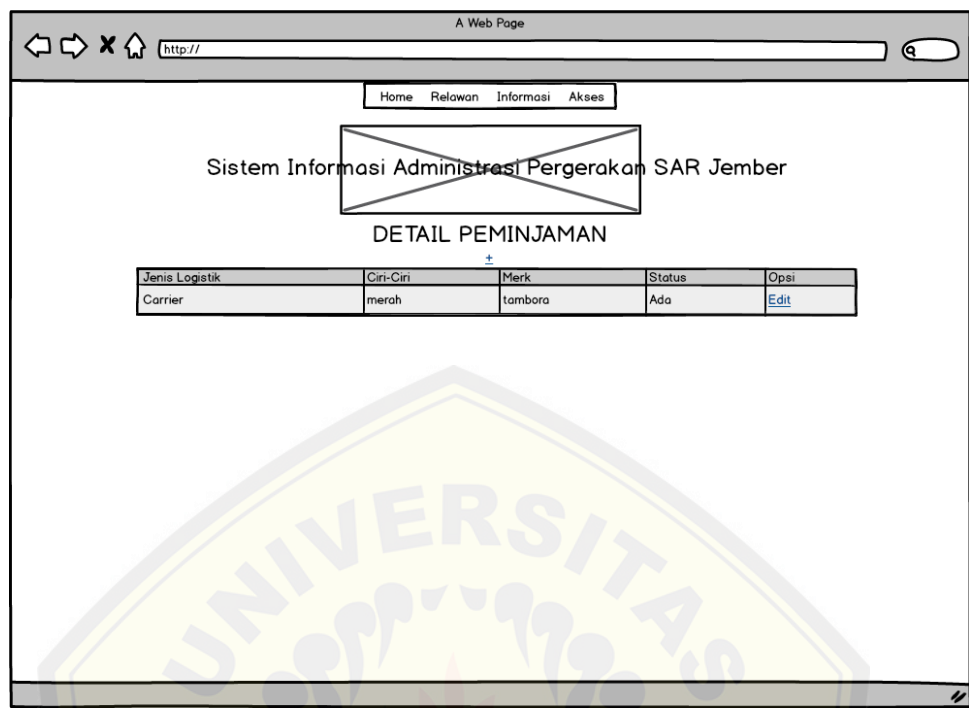 A Web Page
http://
Home Relawan Informasi Akses
Sistem Informasi Administrasi Pergerakan SAR Jember
DETAIL PEMINJAMAN
+
Jenis Logistik Ciri-Ciri Merk Status Opsi
Carrier merah tambora Ada Edit
UNIVERSITAS